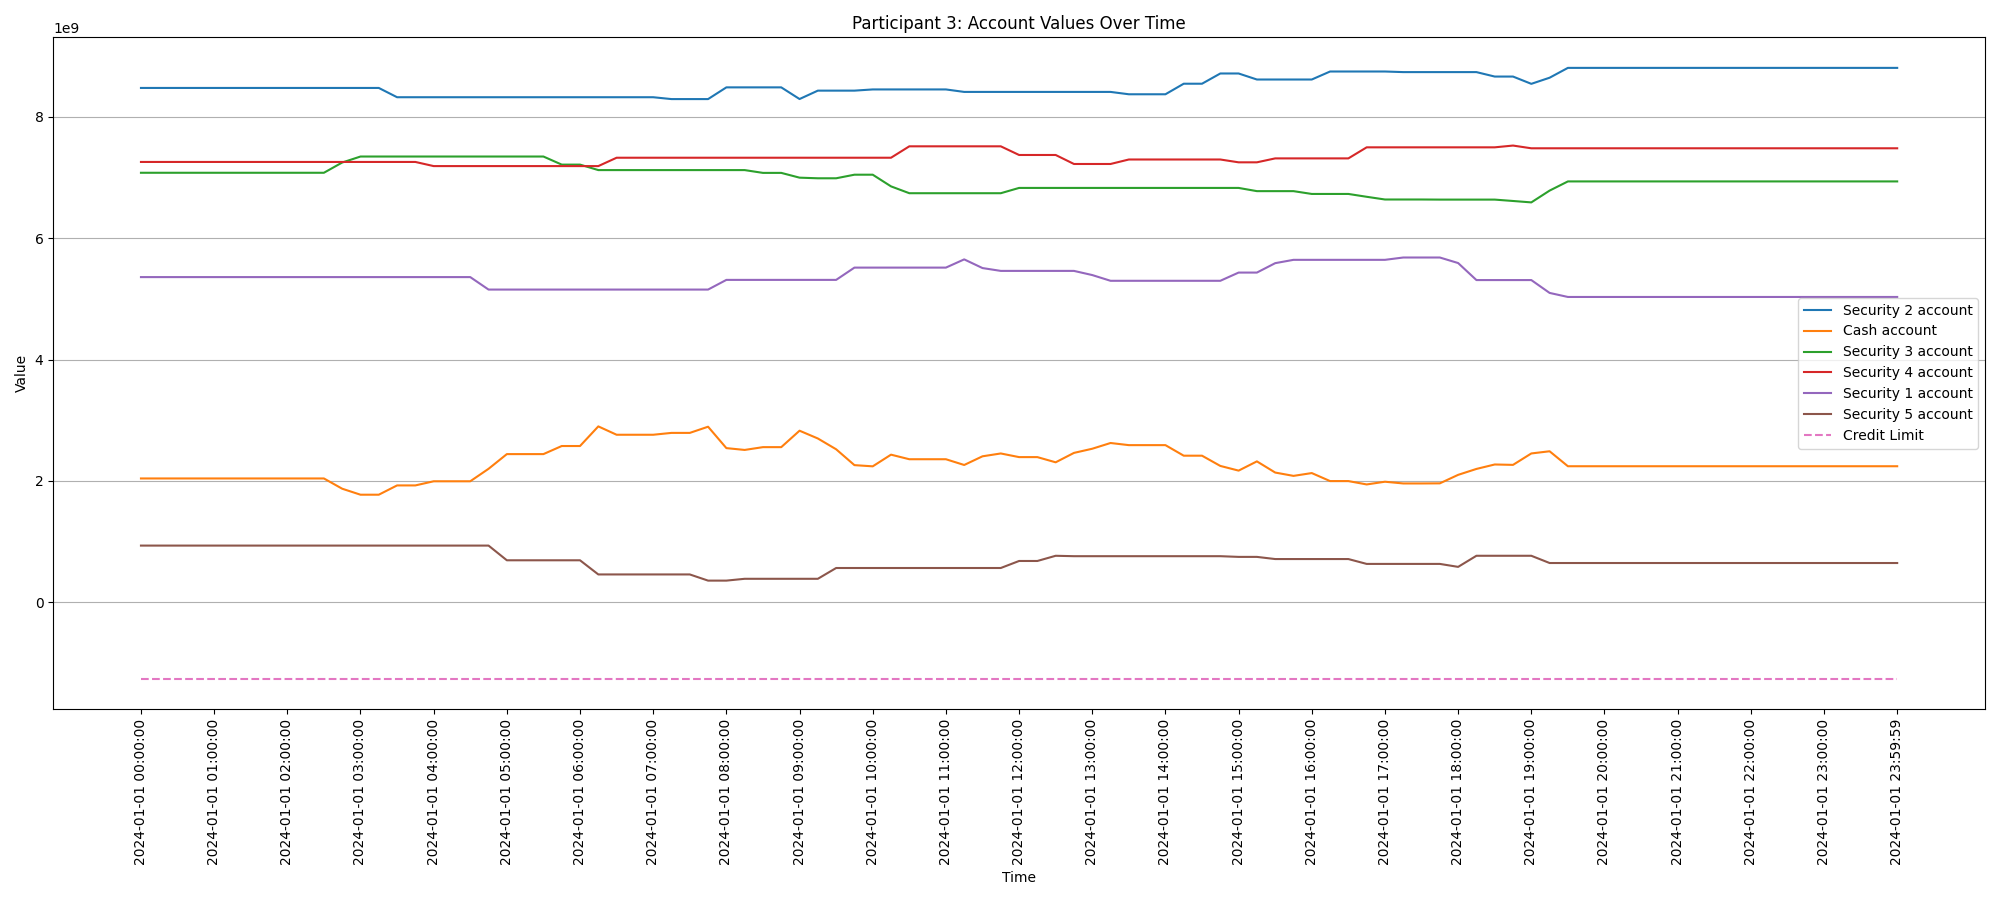 Participant 3: Account Values Over Time
1e9
8
6
4
2
0
Value
Security 2 account
Cash account
Security 3 account
Security 4 account
Security 1 account
Security 5 account
Credit Limit
2024-01-01 00:00:00
2024-01-01 01:00:00
2024-01-01 02:00:00
2024-01-01 03:00:00
2024-01-01 04:00:00
2024-01-01 05:00:00
2024-01-01 06:00:00
2024-01-01 07:00:00
2024-01-01 08:00:00
2024-01-01 09:00:00
2024-01-01 10:00:00
2024-01-01 11:00:00
2024-01-01 12:00:00
2024-01-01 13:00:00
2024-01-01 14:00:00
2024-01-01 15:00:00
2024-01-01 16:00:00
2024-01-01 17:00:00
2024-01-01 18:00:00
2024-01-01 19:00:00
2024-01-01 20:00:00
2024-01-01 21:00:00
2024-01-01 22:00:00
2024-01-01 23:00:00
2024-01-01 23:59:59
Time